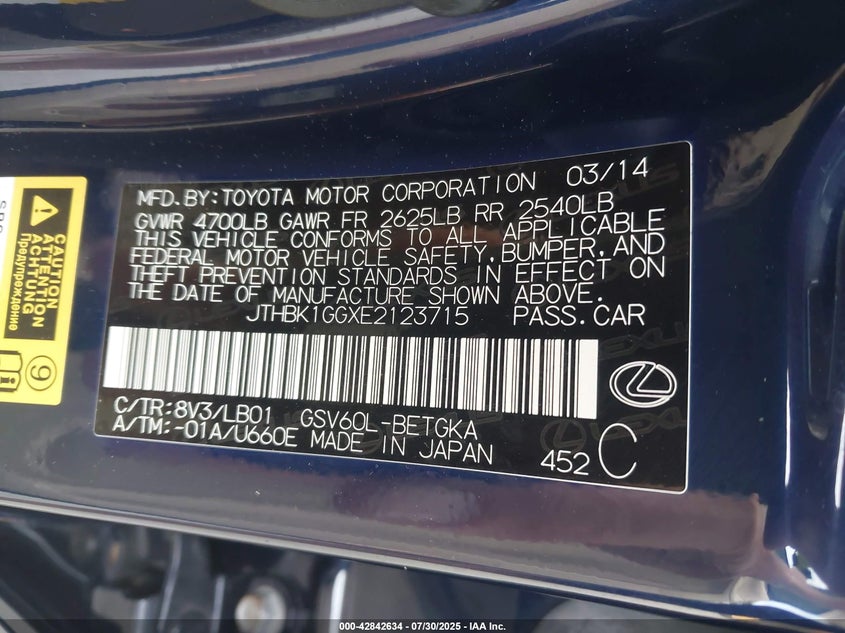 MFD.BY:TOYOTA MOTOR CORPORATION 03/14
GVWR 4700LB GAWR FR 2625LB RR 2540LB
THIS VEHICLE CONFORMS TO ALL APPLICABLE
FEDERAL MOTOR VEHICLE SAFETY,BUMPER,AND
THEFT PREVENTION STANDARDS IN EFFECT ON
THE DATE OF MANUFACTURE SHOWN ABOVE.
JTHBK1GGXE2123715 PASS.CAR
C/TR:8V3/LB01 GSV60L-BETGKA
A/TM:-01A/U660E MADE IN JAPAN
452 C
CAUTION
ATTENTION
ACHTUNG
Предупреждение
9
000-42842634 - 07/30/2025 - IAA Inc.